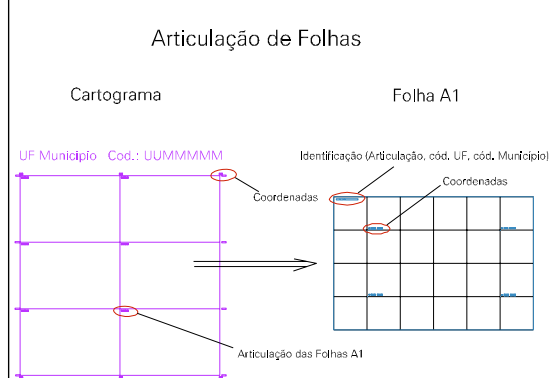 Articulação de Folhas
Cartograma
Folha A1
UF Municipio Cod.: UUMMMMM
Identificação (Articulação, cód. UF, cód. Município)
Coordenadas
Coordenadas
Articulação das Folhas A1